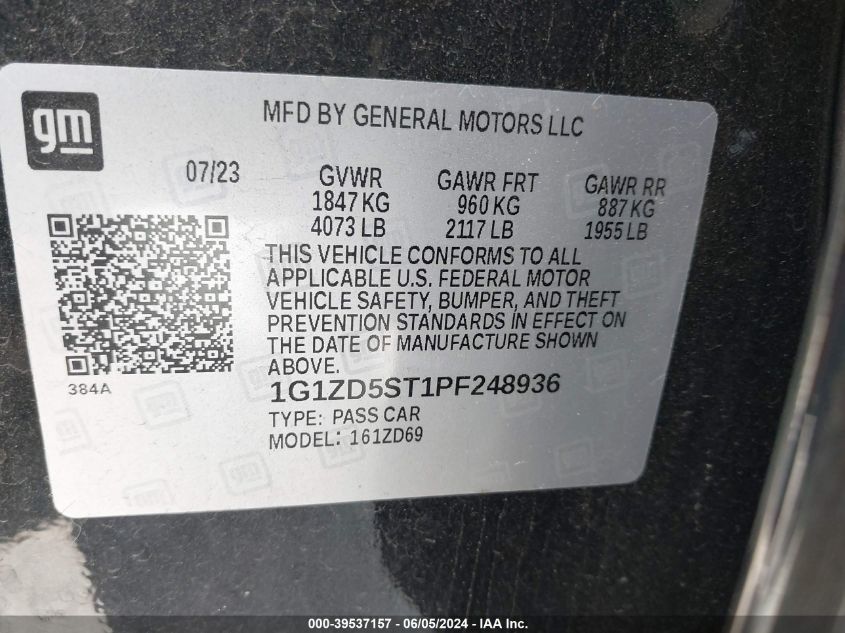 gm
MFD BY GENERAL MOTORS LLC
07/23
GVWR GAWR FRT GAWR RR
1847 KG 960 KG 887 KG
4073 LB 2117 LB 1955 LB
THIS VEHICLE CONFORMS TO ALL
APPLICABLE U.S. FEDERAL MOTOR
VEHICLE SAFETY, BUMPER, AND THEFT
PREVENTION STANDARDS IN EFFECT ON
THE DATE OF MANUFACTURE SHOWN
ABOVE.
384A
1G1ZD5ST1PF248936
TYPE: PASS CAR
MODEL: 161ZD69
000-39537157 - 06/05/2024 - IAA Inc.